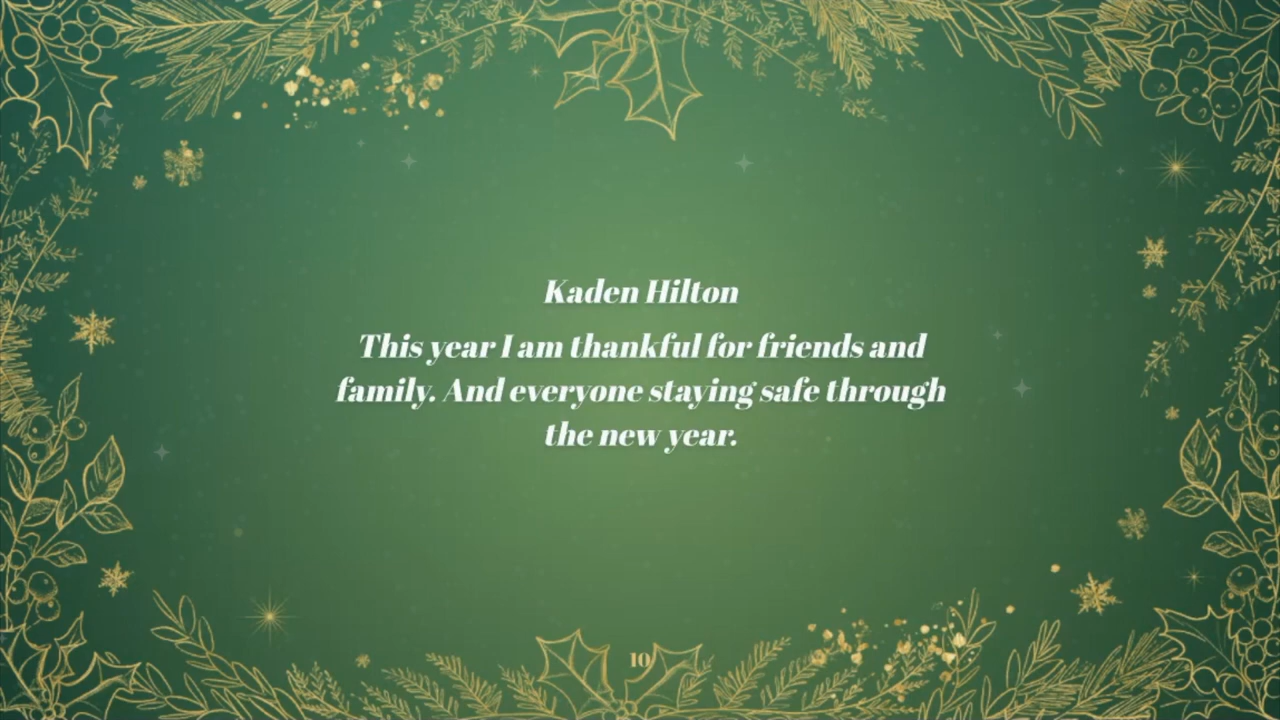 Kaden Hilton
This year I am thankful for friends and
family. And everyone staying safe through
the new year.
10